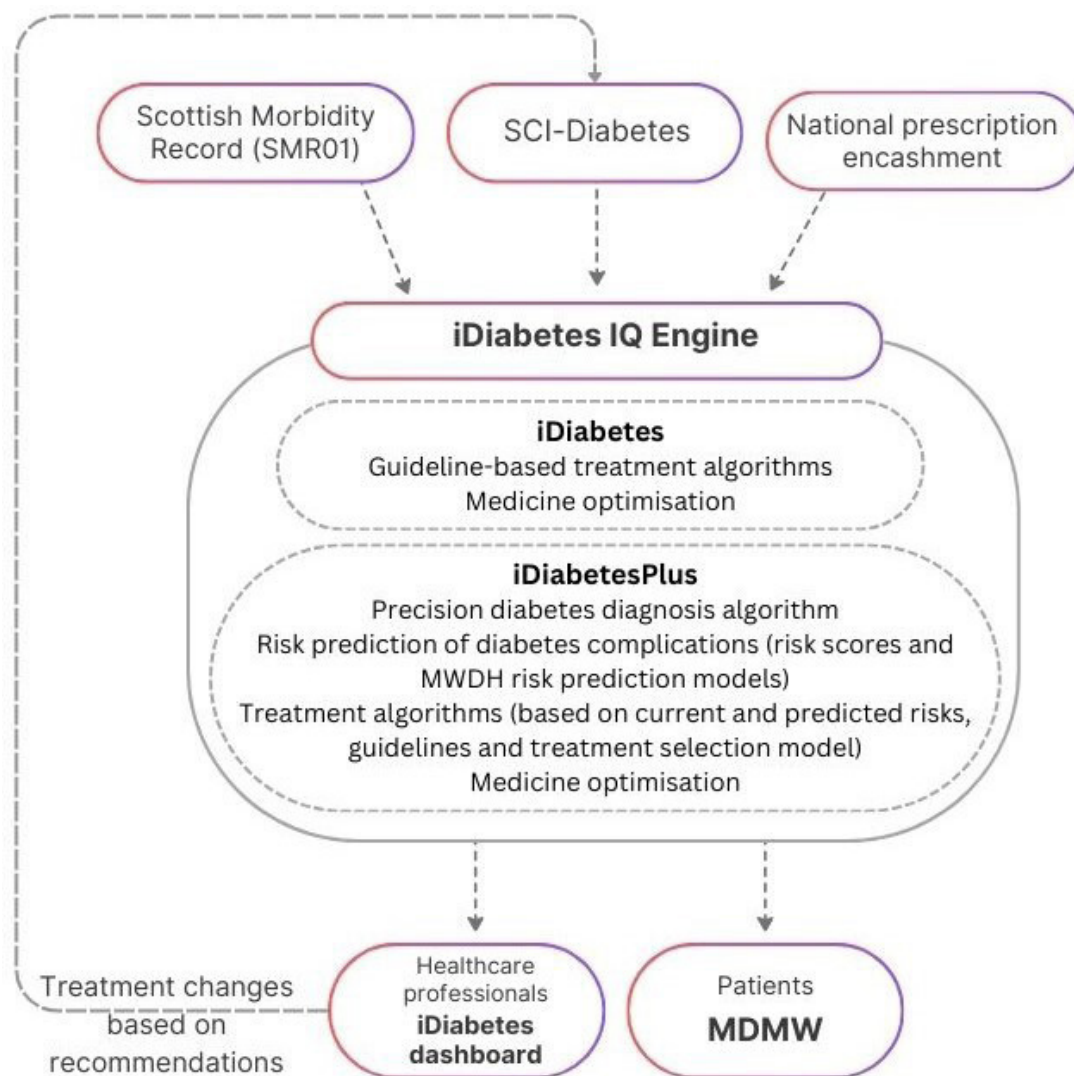 Scottish Morbidity
Record (SMR01)
SCI-Diabetes
National prescription
encashment
iDiabetes IQ Engine
iDiabetes
Guideline-based treatment algorithms
Medicine optimisation
iDiabetesPlus
Precision diabetes diagnosis algorithm
Risk prediction of diabetes complications (risk scores and
MWDH risk prediction models)
Treatment algorithms (based on current and predicted risks,
guidelines and treatment selection model)
Medicine optimisation
Treatment changes
based on
recommendations
Healthcare
professionals
iDiabetes
dashboard
Patients
MDMW